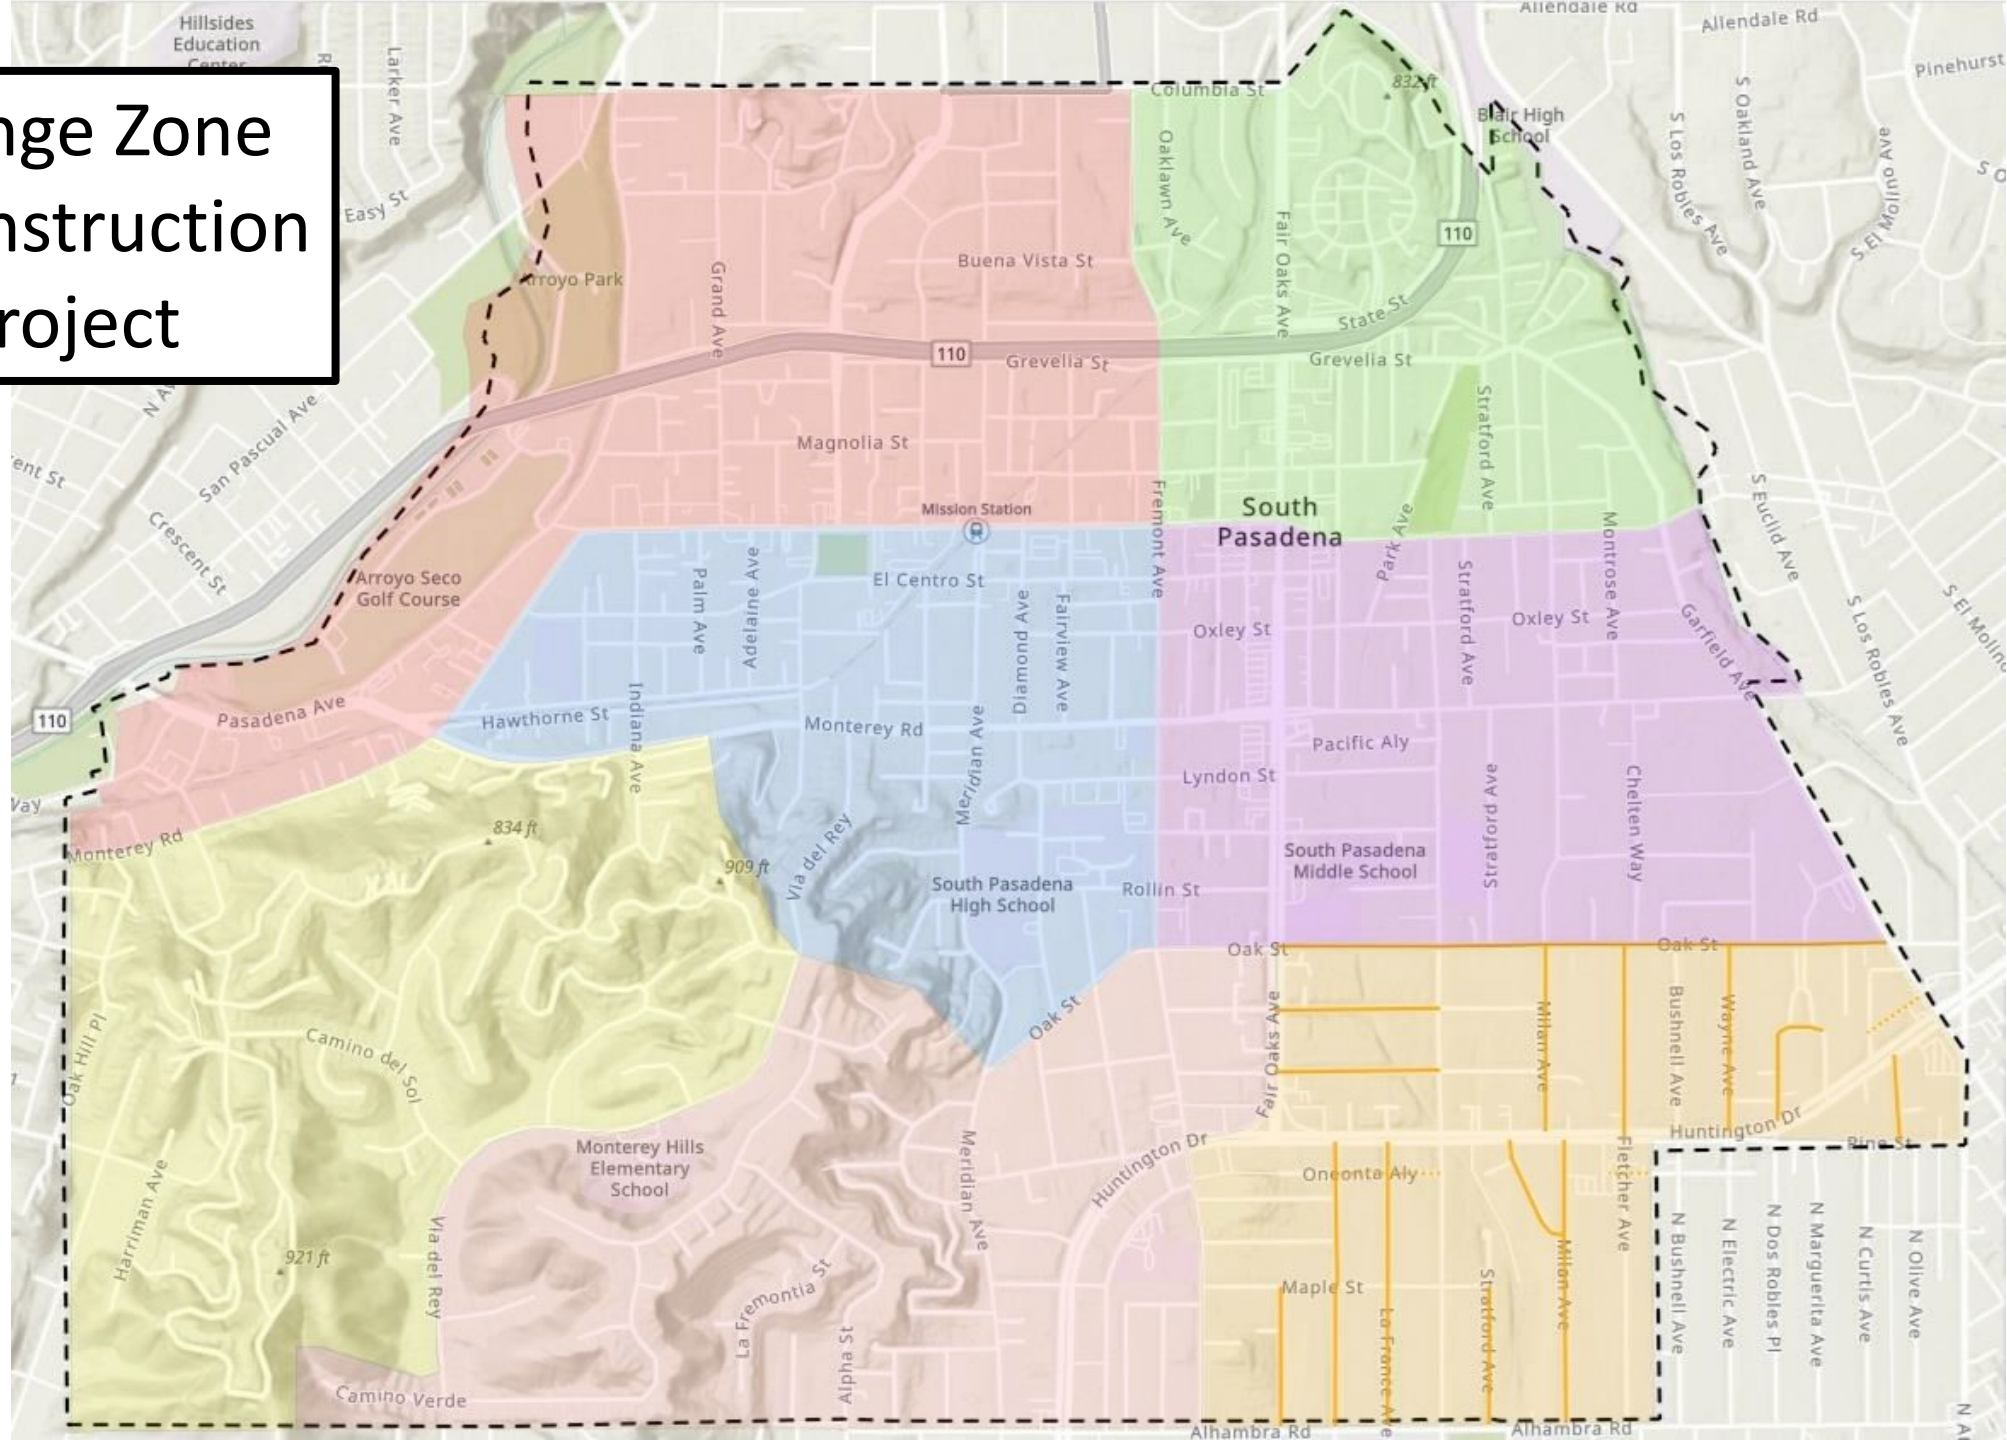 Hillsides
Education
Center
nge Zone
nstruction
roject
Larker Ave
Easy St
Allendale Rd
Allendale Rd
Pinehurst
Columbia St
832 ft
Blair High
School
S Oakland Ave
S Los Robles Ave
S El Molino Ave
Oaklawn Ave
Fair Oaks Ave
110
Arroyo Park
Grand Ave
Buena Vista St
State St
110
Grevelia St
Grevelia St
San Pascual Ave
Magnolia St
Stratford Ave
ent St
Crescent St
Mission Station
Fremont Ave
South
Pasadena
Park Ave
Montrose Ave
S Euclid Ave
Arroyo Seco
Golf Course
Palm Ave
Adelaine Ave
El Centro St
Diamond Ave
Fairview Ave
Oxley St
Stratford Ave
Oxley St
Garfield Ave
S Los Robles Ave
S El Molino
110
Pasadena Ave
Hawthorne St
Indiana Ave
Monterey Rd
Meridian Ave
Pacific Aly
Lyndon St
Stratford Ave
Chelten Way
Way
Monterey Rd
834 ft
909 ft
Via del Rey
South Pasadena
High School
Rollin St
South Pasadena
Middle School
Oak St
Oak St
Oak Hill Pl
Camino del Sol
Oak St
Fair Oaks Ave
Milan Ave
Bushnell Ave
Wayne Ave
Huntington Dr
Pine St
Monterey Hills
Elementary
School
Meridian Ave
Huntington Dr
Oneonta Aly
Fletcher Ave
Harriman Ave
921 ft
Via del Rey
La Fremontia St
Alpha St
Maple St
La France Ave
Stratford Ave
Milan Ave
N Bushnell Ave
N Electric Ave
N Dos Robles Pl
N Marguerita Ave
N Curtis Ave
N Olive Ave
Camino Verde
Alhambra Rd
Alhambra Rd